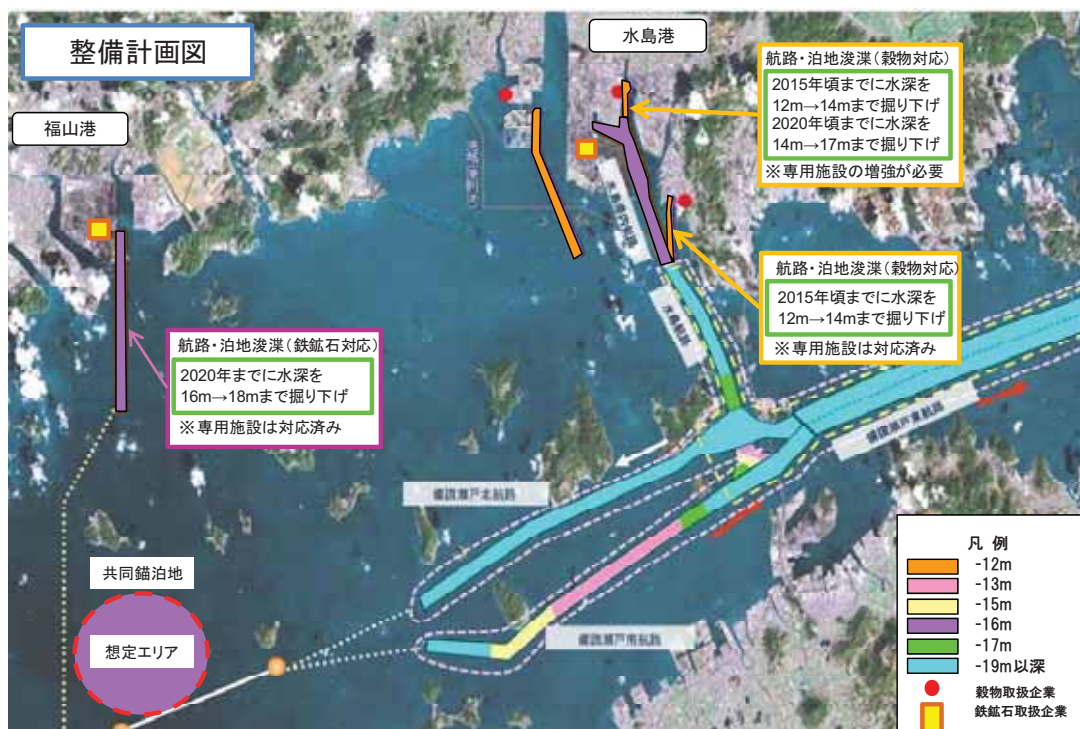 整備計画図
水島港
福山港
航路・泊地浚渫（穀物対応）
2015年頃までに水深を
12m→14mまで掘り下げ
2020年頃までに水深を
14m→17mまで掘り下げ
※専用施設の増強が必要
航路・泊地浚渫（穀物対応）
2015年頃までに水深を
12m→14mまで掘り下げ
※専用施設は対応済み
航路・泊地浚渫（鉄鉱石対応）
2020年までに水深を
16m→18mまで掘り下げ
※専用施設は対応済み
水島航路
備讃瀬戸東航路
備讃瀬戸北航路
備讃瀬戸南航路
共同錨泊地
想定エリア
凡例
-12m
-13m
-15m
-16m
-17m
-19m以深
穀物取扱企業
鉄鉱石取扱企業